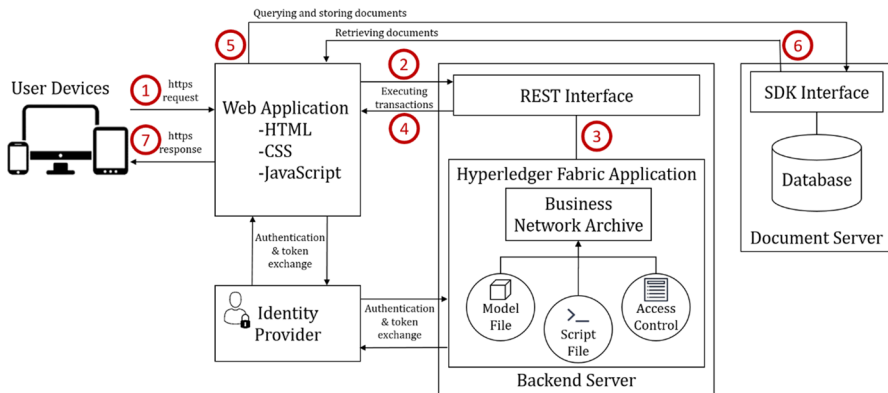 Querying and storing documents
5
Retrieving documents
6
User Devices
1
https
request
7
https
response
Web Application
-HTML
-CSS
-JavaScript
2
Executing
transactions
4
REST Interface
3
Hyperledger Fabric Application
Business
Network Archive
Model
File
Script
File
Access
Control
Backend Server
SDK Interface
Database
Document Server
Authentication
& token
exchange
Identity
Provider
Authentication
& token
exchange